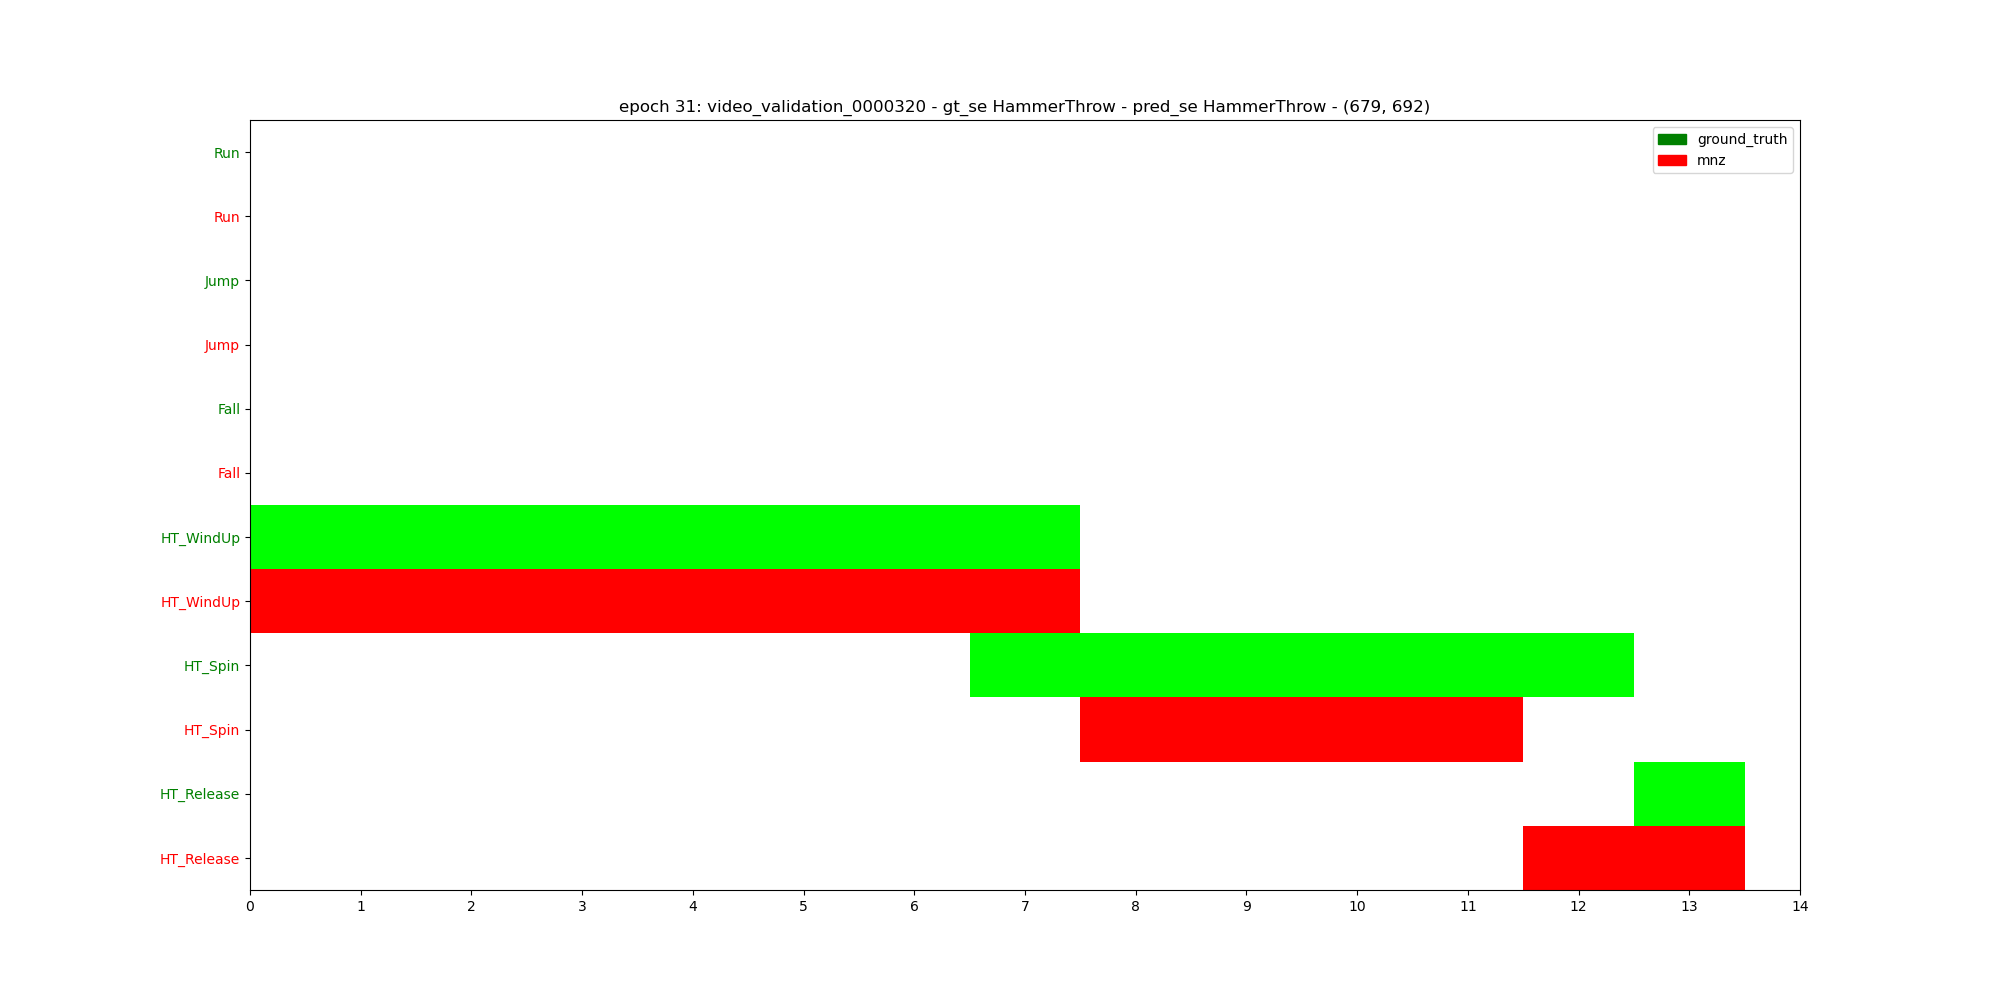 epoch 31: video_validation_0000320 - gt_se HammerThrow - pred_se HammerThrow - (679, 692)
ground_truth
mnz
Run
Run
Jump
Jump
Fall
Fall
HT_WindUp
HT_WindUp
HT_Spin
HT_Spin
HT_Release
HT_Release
0 1 2 3 4 5 6 7 8 9 10 11 12 13 14